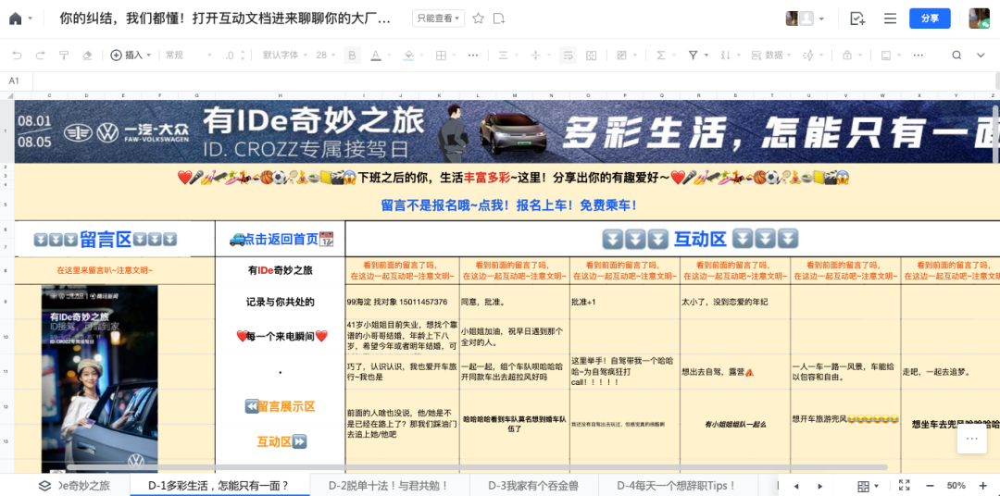 你的纠结，我们都懂！打开互动文档进来聊聊你的大厂...
只能查看
分享
插入
常规
.0
默认字体
28
B
A
数据
A1
C D E F G H I J K L M N O P Q R S T U V W X Y Z
08.01
08.05
一汽-大众
FAW-VOLKSWAGEN
有IDe奇妙之旅
ID. CROZZ专属接驾日
多彩生活，怎能只有一面
下班之后的你，生活丰富多彩~这里！分享出你的有趣爱好～
留言不是报名哦~点我！报名上车！免费乘车！
留言区
点击返回首页
互动区
在这里来留言叭~注意文明~
有IDe奇妙之旅
看到前面的留言了吗，
在这边一起互动吧~注意文明~
看到前面的留言了吗，
在这边一起互动吧~注意文明~
看到前面的留言了吗，
在这边一起互动吧~注意文明~
看到前面的留言了吗，
在这边一起互动吧~注意文明~
看到前面的留言了吗，
在这边一起互动吧~注意文明~
看到前面的留言了吗，
在这边一起互动吧~注意文明~
腾讯新闻
有IDe奇妙之旅
ID接驾，可靠到家
ID. CROZZ专属接驾日
记录与你共处的
每一个来电瞬间
留言展示区
互动区
99海淀 找对象 15011457376
同意，批准。
批准+1
太小了，没到恋爱的年纪
41岁小姐姐目前失业，想找个靠
谱的小哥哥结婚，年龄上下八
岁，希望今年或者明年结婚，可
小姐姐加油，祝早日遇到那个
全对的人。
巧了，认识认识，我也爱开车旅
行~我也是
一起一起，组个车队呗哈哈哈
开同款车出去超拉风好吗
这里举手！自驾带我一个哈哈
哈~为自驾疯狂打
call！！！！！
想出去自驾，露营
一人一车一路一风景，车能给
以包容和自由。
走吧，一起去追梦。
前面的人啥也没说，他/她是不
是已经在路上了？那我们踩油门
去追上她/他吧
哈哈哈哈看到车队莫名想到婚车队
伍了
有小姐姐组队一起么
想开车旅游兜风
想坐车去兜风哈哈哈哈
De奇妙之旅
D-1多彩生活，怎能只有一面？
D-2脱单十法！与君共勉！
D-3我家有个吞金兽
D-4每天一个想辞职Tips！
50%